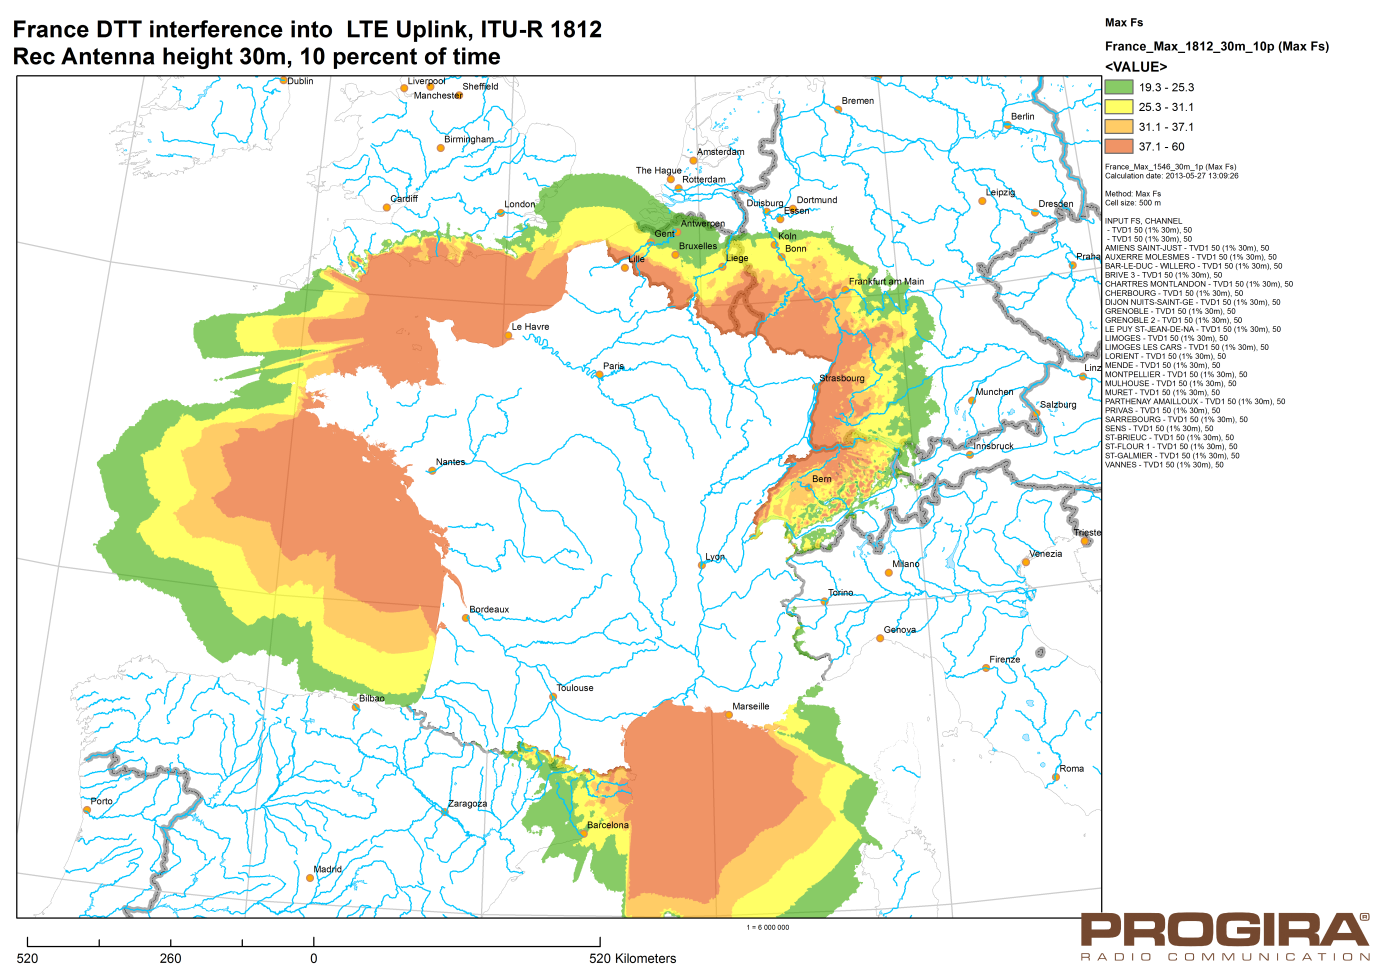 France DTT interference into  LTE Uplink, ITU-R 1812
Rec Antenna height 30m, 10 percent of time
Max Fs
France_Max_1812_30m_10p (Max Fs)
<VALUE>
19.3 - 25.3
25.3 - 31.1
31.1 - 37.1
37.1 - 60
France_Max_1546_30m_1p (Max Fs)
Calculation date: 2013-05-27 13:09:26
Method: Max Fs
Cell size: 500 m
INPUT FS, CHANNEL
- TVD1 50 (1% 30m), 50
- TVD1 50 (1% 30m), 50
AMIENS SAINT-JUST - TVD1 50 (1% 30m), 50
AUXERRE MOLESMES - TVD1 50 (1% 30m), 50
BAR-LE-DUC - WILLERO - TVD1 50 (1% 30m), 50
BRIVE 3 - TVD1 50 (1% 30m), 50
CHARTRES MONTLANDON - TVD1 50 (1% 30m), 50
CHERBOURG - TVD1 50 (1% 30m), 50
DIJON NUITS-SAINT-GE - TVD1 50 (1% 30m), 50
GRENOBLE - TVD1 50 (1% 30m), 50
GRENOBLE 2 - TVD1 50 (1% 30m), 50
LE PUY ST-JEAN-DE-NA - TVD1 50 (1% 30m), 50
LIMOGES - TVD1 50 (1% 30m), 50
LIMOGES LES CARS - TVD1 50 (1% 30m), 50
LORIENT - TVD1 50 (1% 30m), 50
MENDE - TVD1 50 (1% 30m), 50
MONTPELLIER - TVD1 50 (1% 30m), 50
MULHOUSE - TVD1 50 (1% 30m), 50
MURET - TVD1 50 (1% 30m), 50
PARTHENAY AMAILLOUX - TVD1 50 (1% 30m), 50
PRIVAS - TVD1 50 (1% 30m), 50
SARREBOURG - TVD1 50 (1% 30m), 50
SENS - TVD1 50 (1% 30m), 50
ST-BRIEUC - TVD1 50 (1% 30m), 50
ST-FLOUR 1 - TVD1 50 (1% 30m), 50
ST-GALMIER - TVD1 50 (1% 30m), 50
VANNES - TVD1 50 (1% 30m), 50
Dublin
Liverpool
Sheffield
Manchester
Bremen
Berlin
Birmingham
Amsterdam
The Hague
Rotterdam
Cardiff
London
Duisburg
Dortmund
Essen
Leipzig
Dresden
Antwerpen
Gent
Bruxelles
Koln
Bonn
Lille
Liege
Praha
Frankfurt am Main
Le Havre
Paris
Strasbourg
Linz
Munchen
Salzburg
Innsbruck
Nantes
Bern
Trieste
Lyon
Milano
Venezia
Torino
Bordeaux
Genova
Firenze
Toulouse
Bilbao
Marseille
Roma
Porto
Zaragoza
Barcelona
Madrid
1 = 6 000 000
520
260
0
520 Kilometers
PROGIRA®
RADIO COMMUNICATION